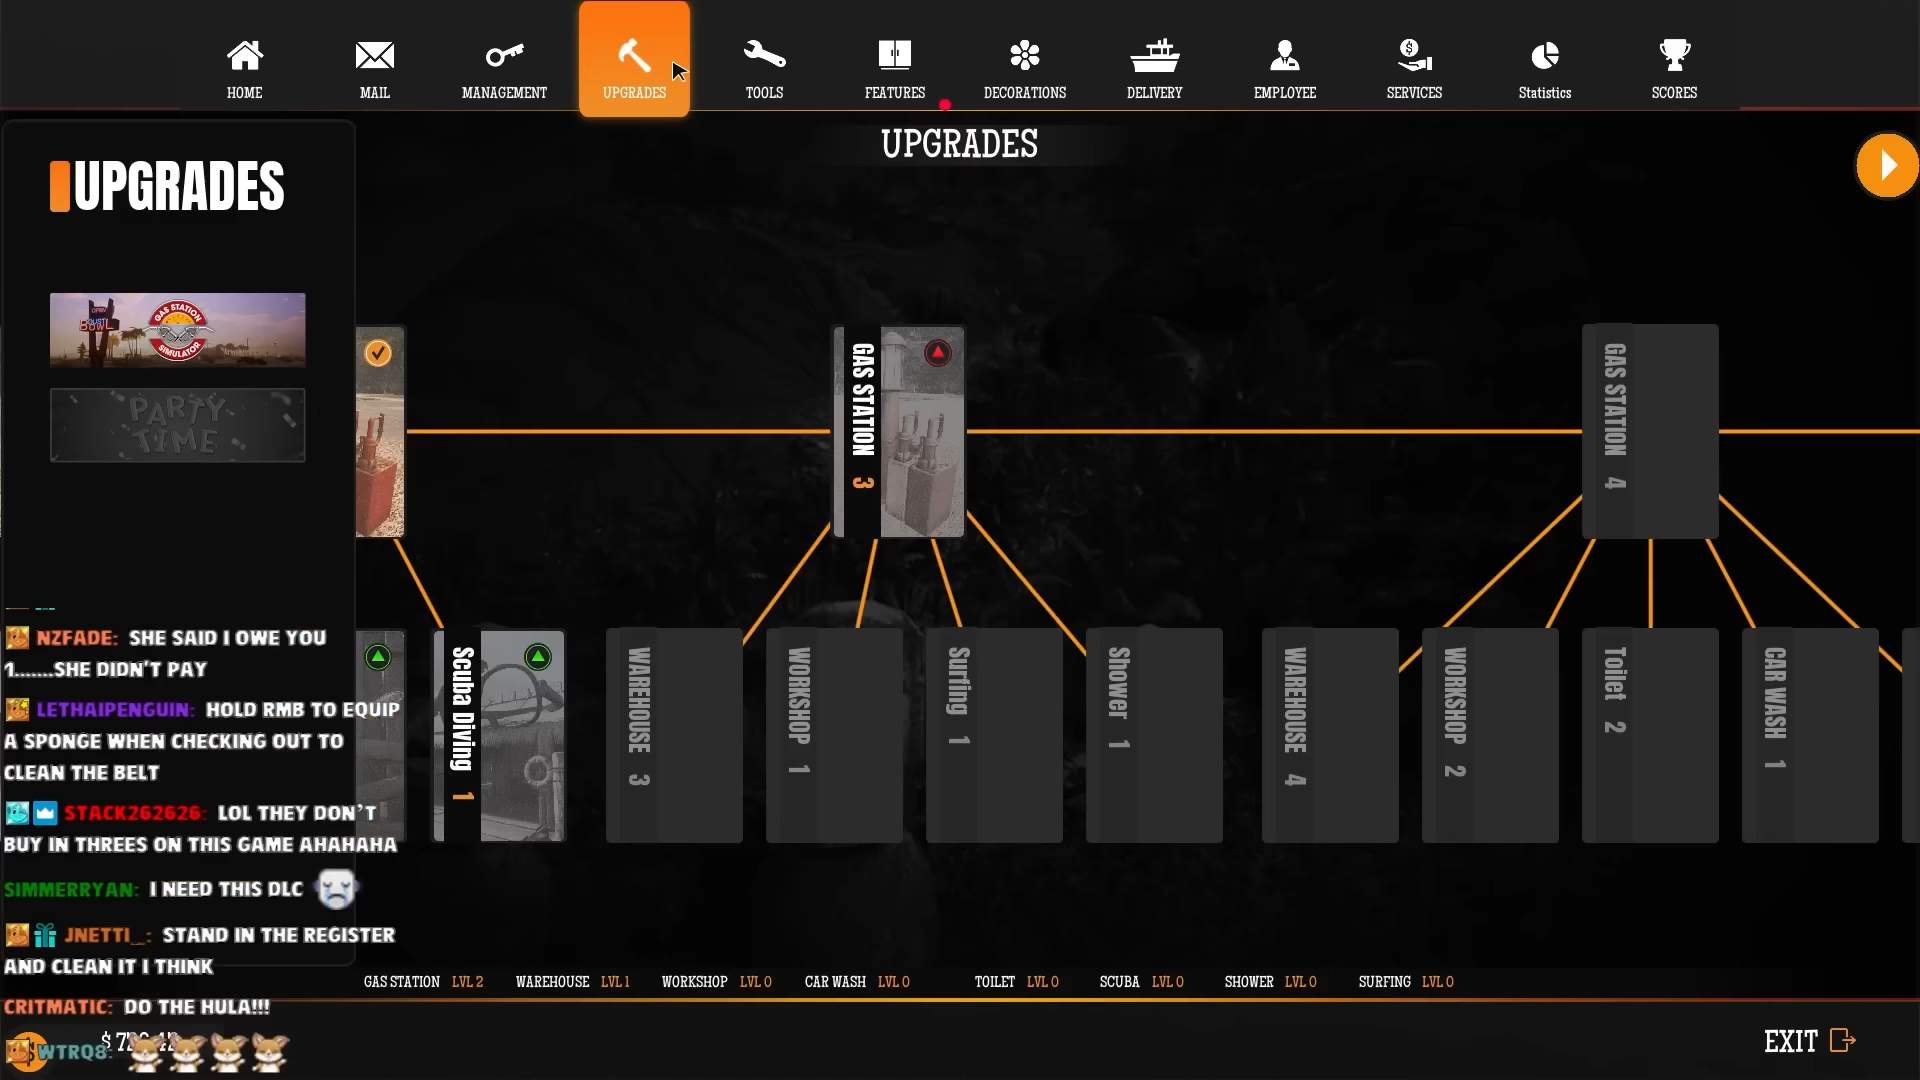 HOME
MAIL
MANAGEMENT
UPGRADES
TOOLS
FEATURES
DECORATIONS
DELIVERY
EMPLOYEE
SERVICES
Statistics
SCORES
UPGRADES
UPGRADES
GAS STATION
SIMULATOR
PARTY
TIME
GAS STATION 3
GAS STATION 4
Scuba Diving 1
WAREHOUSE 3
WORKSHOP 1
Surfing 1
Shower 1
WAREHOUSE 4
WORKSHOP 2
Toilet 2
CAR WASH 1
NZFADE: SHE SAID I OWE YOU
1.......SHE DIDN'T PAY
LETHAIPENGUIN: HOLD RMB TO EQUIP
A SPONGE WHEN CHECKING OUT TO
CLEAN THE BELT
STACK262626: LOL THEY DON'T
BUY IN THREES ON THIS GAME AHAHAHA
SIMMERRYAN: I NEED THIS DLC
JNETTI_: STAND IN THE REGISTER
AND CLEAN IT I THINK
CRITMATIC: DO THE HULA!!!
WTRQ8:
GAS STATION LVL 2 WAREHOUSE LVL 1 WORKSHOP LVL 0 CAR WASH LVL 0 TOILET LVL 0 SCUBA LVL 0 SHOWER LVL 0 SURFING LVL 0
EXIT